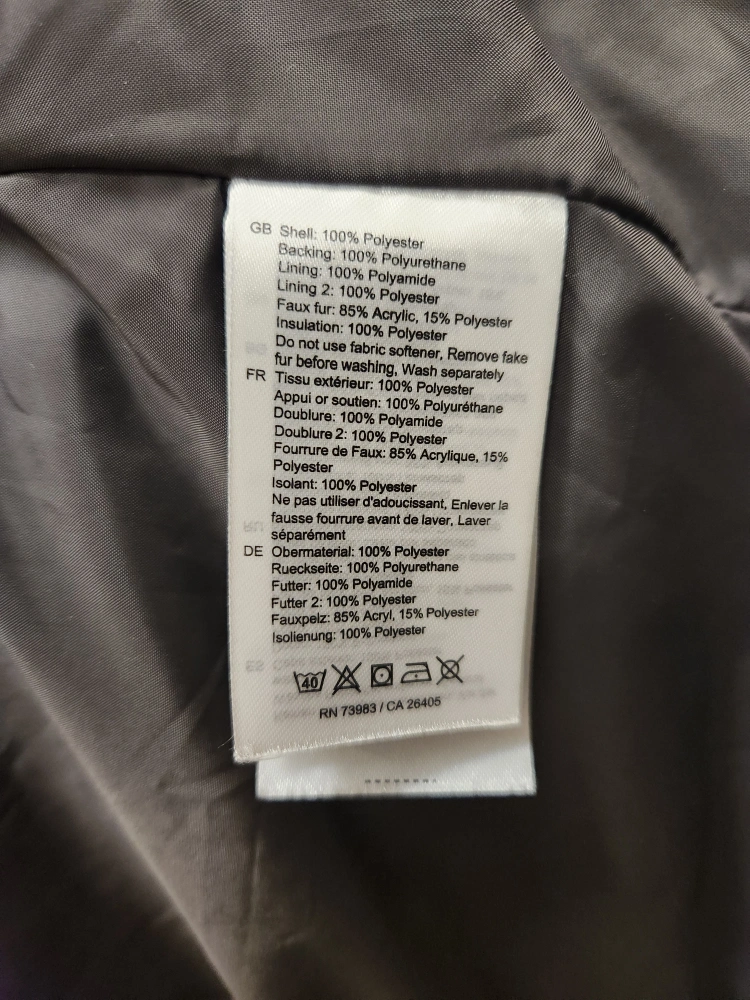 GB Shell: 100% Polyester
Backing: 100% Polyurethane
Lining: 100% Polyamide
Lining 2: 100% Polyester
Faux fur: 85% Acrylic, 15% Polyester
Insulation: 100% Polyester
Do not use fabric softener, Remove fake
fur before washing, Wash separately
FR Tissu extérieur: 100% Polyester
Appui or soutien: 100% Polyuréthane
Doublure: 100% Polyamide
Doublure 2: 100% Polyester
Fourrure de Faux: 85% Acrylique, 15%
Polyester
Isolant: 100% Polyester
Ne pas utiliser d'adoucissant, Enlever la
fausse fourrure avant de laver, Laver
séparément
DE Obermaterial: 100% Polyester
Rueckseite: 100% Polyurethane
Futter: 100% Polyamide
Futter 2: 100% Polyester
Fauxpelz: 85% Acryl, 15% Polyester
Isolienung: 100% Polyester
40
RN 73983 / CA 26405